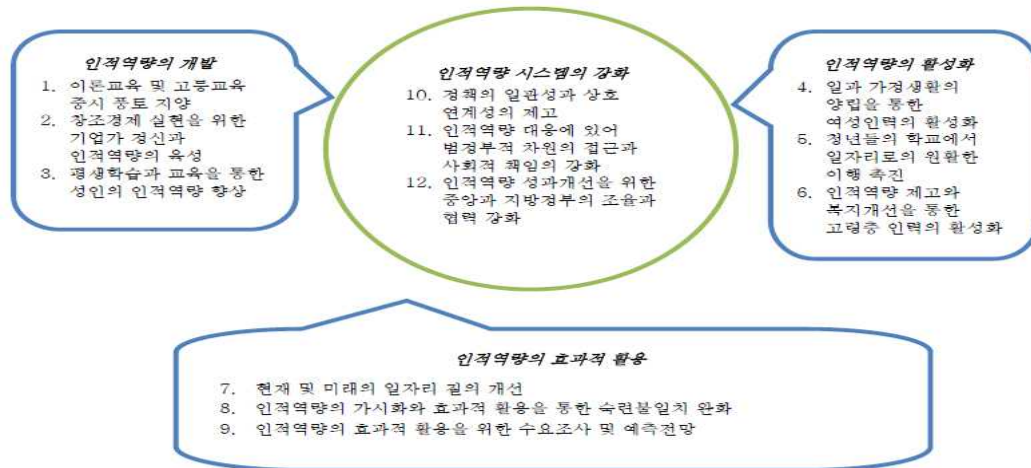 인적역량의 개발
1. 이론교육 및 고등교육
중시 풍토 지양
2. 창조경제 실현을 위한
기업가 정신과
인적역량의 육성
3. 평생학습과 교육을 통한
성인의 인적역량 향상
인적역량 시스템의 강화
10. 정책의 일관성과 상호
연계성의 제고
11. 인적역량 대응에 있어
범정부적 차원의 접근과
사회적 책임의 강화
12. 인적역량 성과개선을 위한
중앙과 지방정부의 조율과
협력 강화
인적역량의 활성화
4. 일과 가정생활의
양립을 통한
여성인력의 활성화
5. 청년들의 학교에서
일자리로의 원활한
이행 촉진
6. 인적역량 제고와
복지개선을 통한
고령층 인력의 활성화
인적역량의 효과적 활용
7. 현재 및 미래의 일자리 질의 개선
8. 인적역량의 가시화와 효과적 활용을 통한 숙련불일치 완화
9. 인적역량의 효과적 활용을 위한 수요조사 및 예측전망